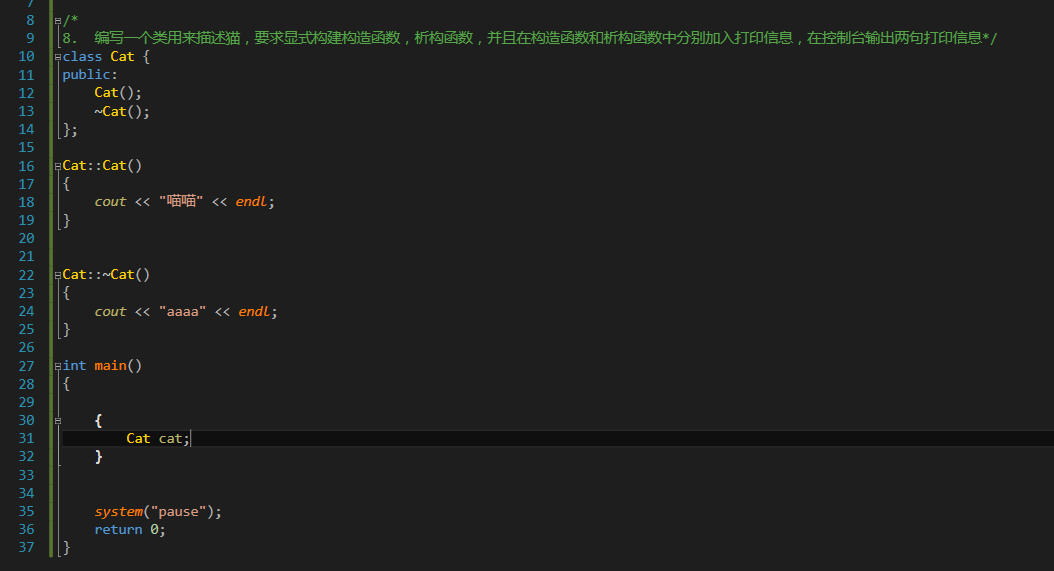 7
8 /*
9 8. 编写一个类用来描述猫，要求显式构建构造函数，析构函数，并且在构造函数和析构函数中分别加入打印信息，在控制台输出两句打印信息*/
10 class Cat {
11 public:
12 Cat();
13 ~Cat();
14 };
15
16 Cat::Cat()
17 {
18 cout << "喵喵" << endl;
19 }
20
21
22 Cat::~Cat()
23 {
24 cout << "aaaa" << endl;
25 }
26
27 int main()
28 {
29
30 {
31 Cat cat;
32 }
33
34
35 system("pause");
36 return 0;
37 }